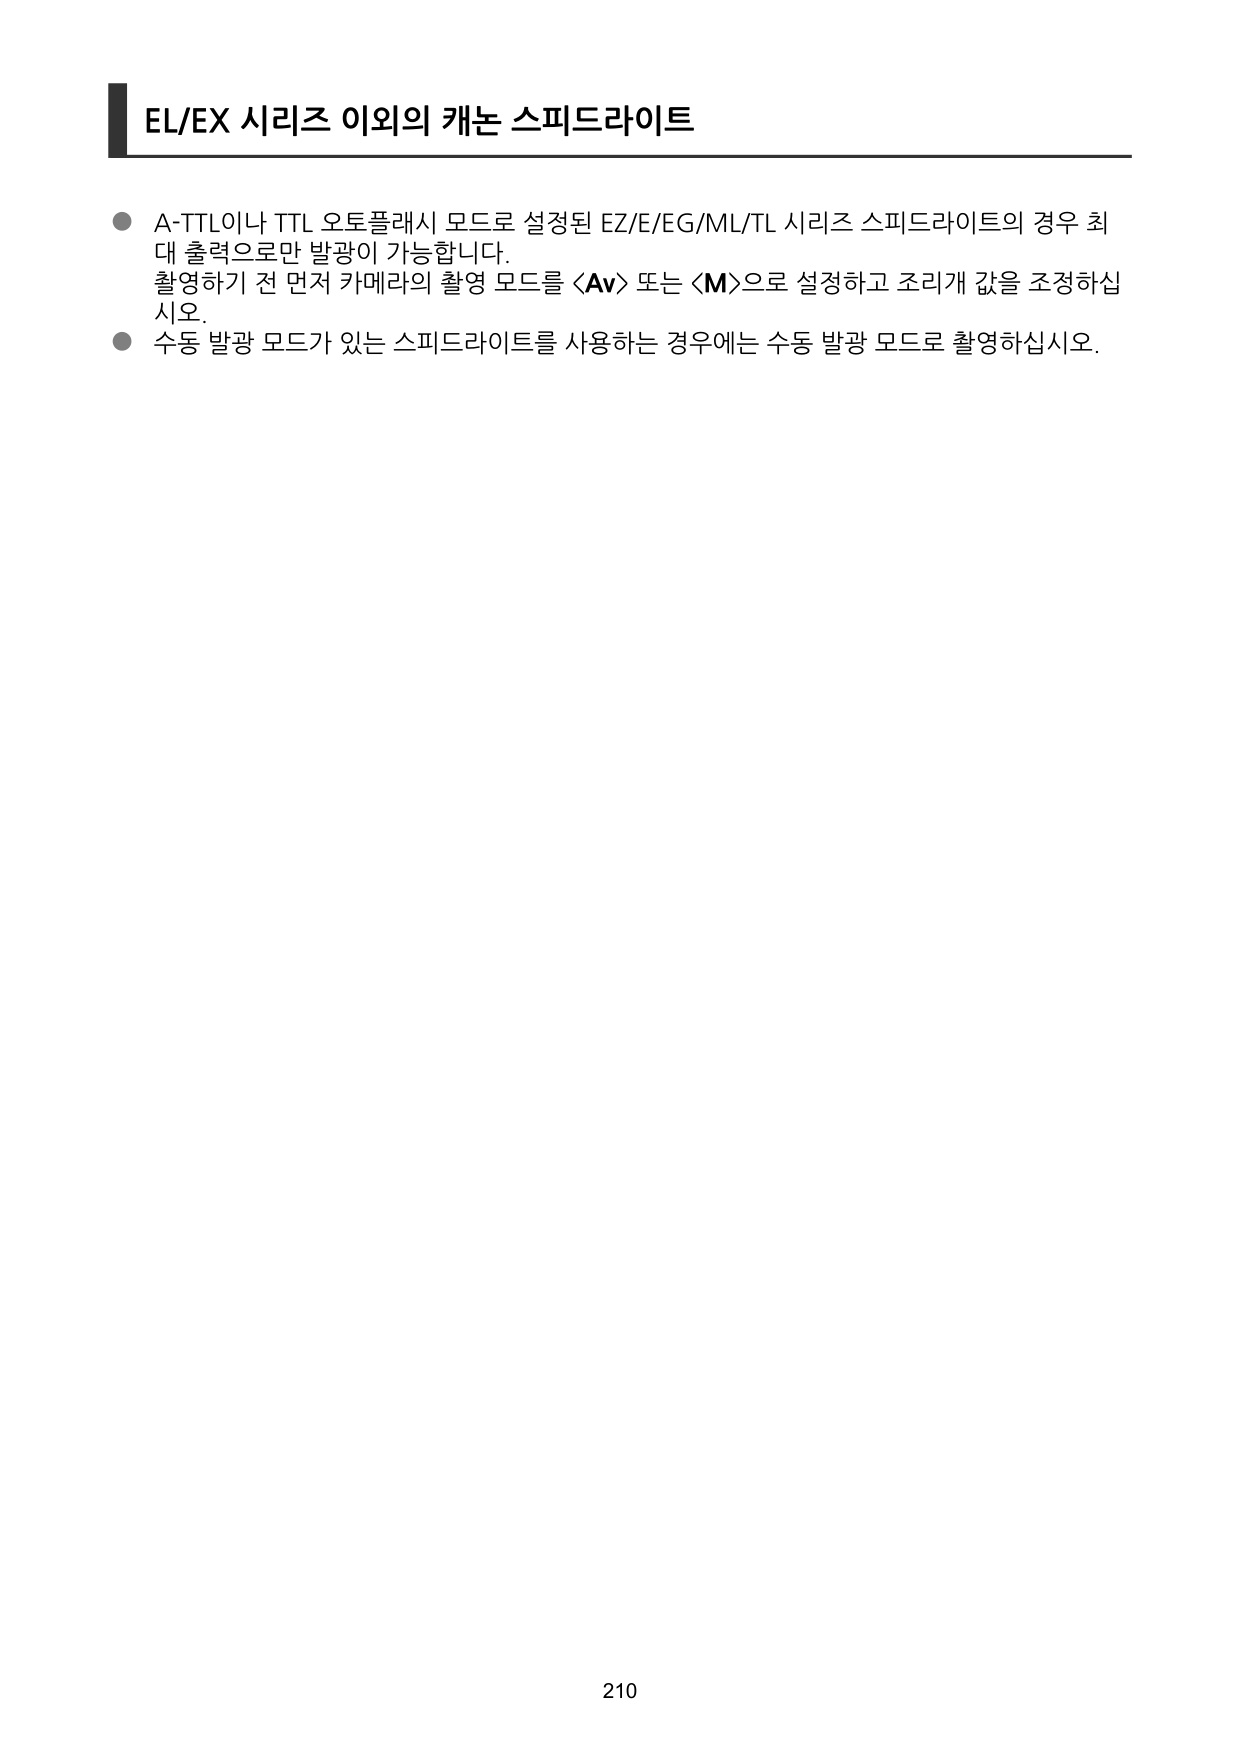 EL/EX 시리즈 이외의 캐논 스피드라이트
● A-TTL이나 TTL 오토플래시 모드로 설정된 EZ/E/EG/ML/TL 시리즈 스피드라이트의 경우 최
대 출력으로만 발광이 가능합니다.
촬영하기 전 먼저 카메라의 촬영 모드를 <Av> 또는 <M>으로 설정하고 조리개 값을 조정하십
시오.
● 수동 발광 모드가 있는 스피드라이트를 사용하는 경우에는 수동 발광 모드로 촬영하십시오.
210